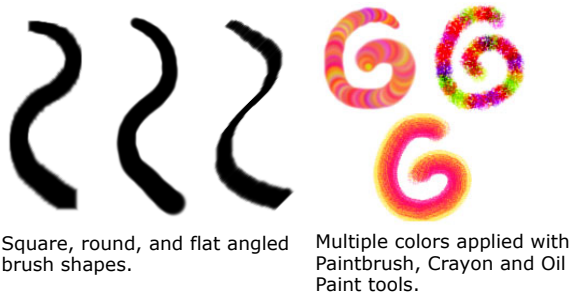 Square, round, and flat angled
brush shapes.
Multiple colors applied with
Paintbrush, Crayon and Oil
Paint tools.